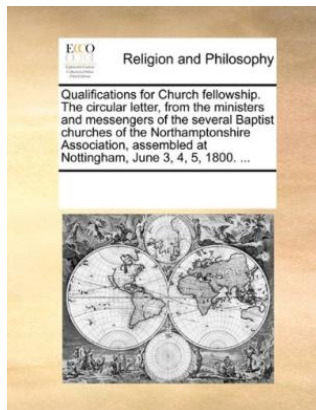 ECCO
Religion and Philosophy
Qualifications for Church fellowship.
The circular letter, from the ministers
and messengers of the several Baptist
churches of the Northamptonshire
Association, assembled at
Nottingham, June 3, 4, 5, 1800. ...